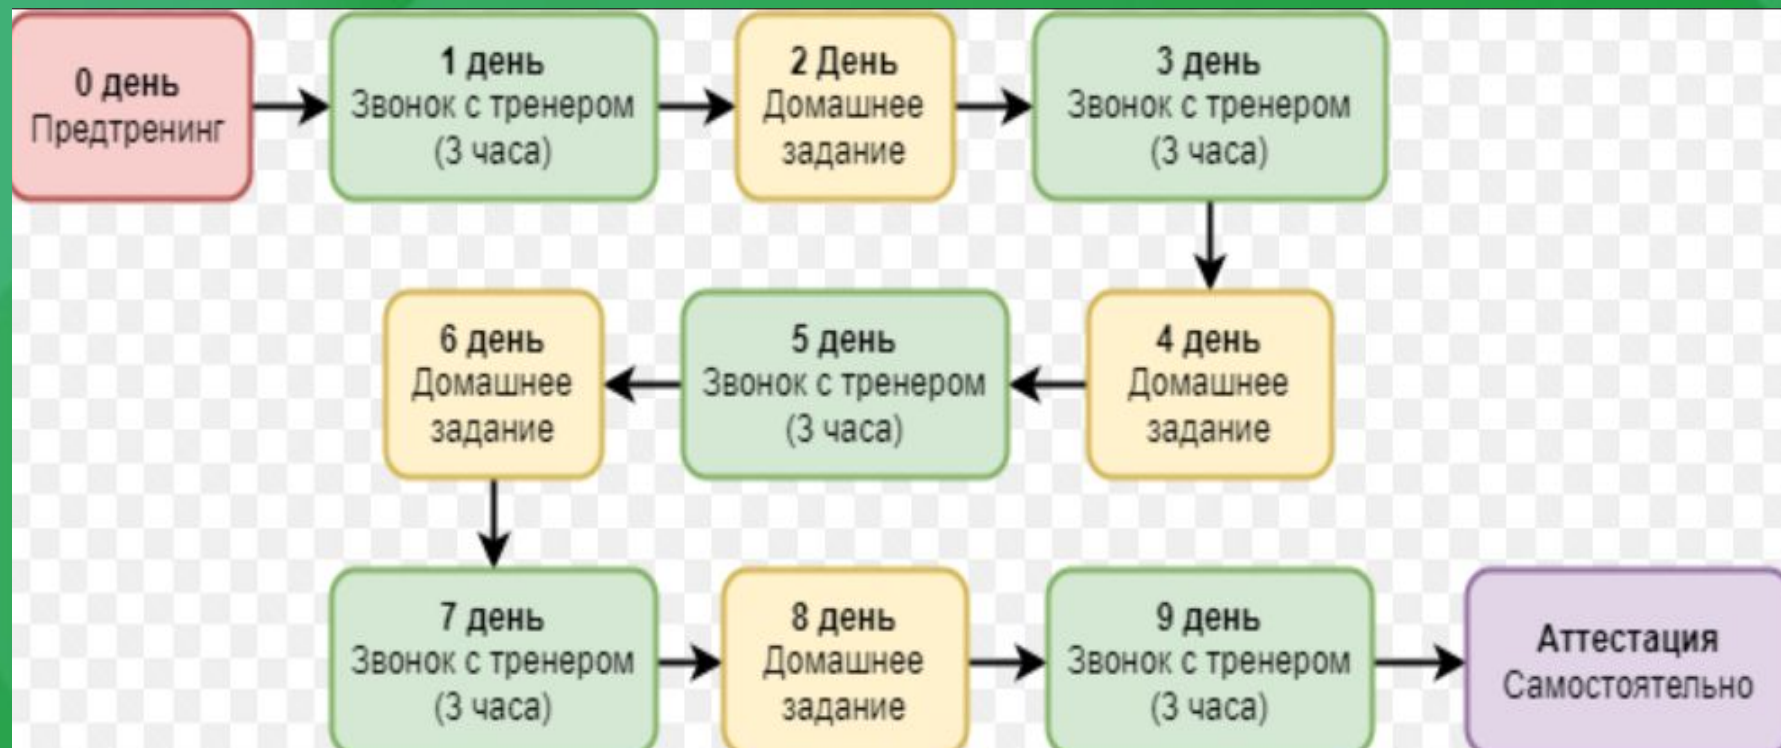 0 день
Предтренинг
1 день
Звонок с тренером
(3 часа)
2 День
Домашнее
задание
3 день
Звонок с тренером
(3 часа)
4 день
Домашнее
задание
5 день
Звонок с тренером
(3 часа)
6 день
Домашнее
задание
7 день
Звонок с тренером
(3 часа)
8 день
Домашнее
задание
9 день
Звонок с тренером
(3 часа)
Аттестация
Самостоятельно